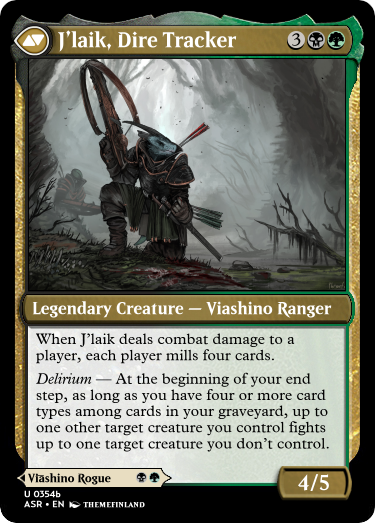 J'laik, Dire Tracker
3
Legendary Creature — Viashino Ranger
When J'laik deals combat damage to a
player, each player mills four cards.
Delirium — At the beginning of your end
step, as long as you have four or more card
types among cards in your graveyard, up to
one other target creature you control fights
up to one target creature you don't control.
Viashino Rogue
4/5
U 0354b
ASR • EN THEMEFINLAND